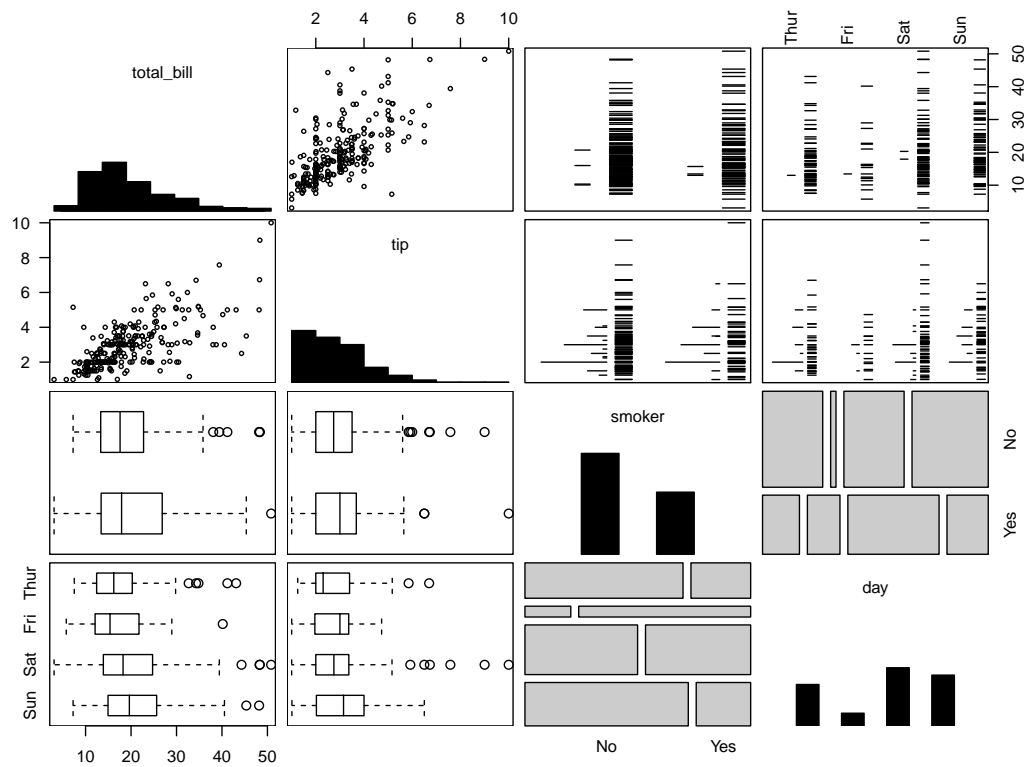 2 4 6 8 10
Thur Fri Sat Sun
total_bill
50
40
30
20
10
10
8
6
4
2
tip
smoker
No
Yes
Thur
Fri
Sat
Sun
day
10 20 30 40 50
No Yes